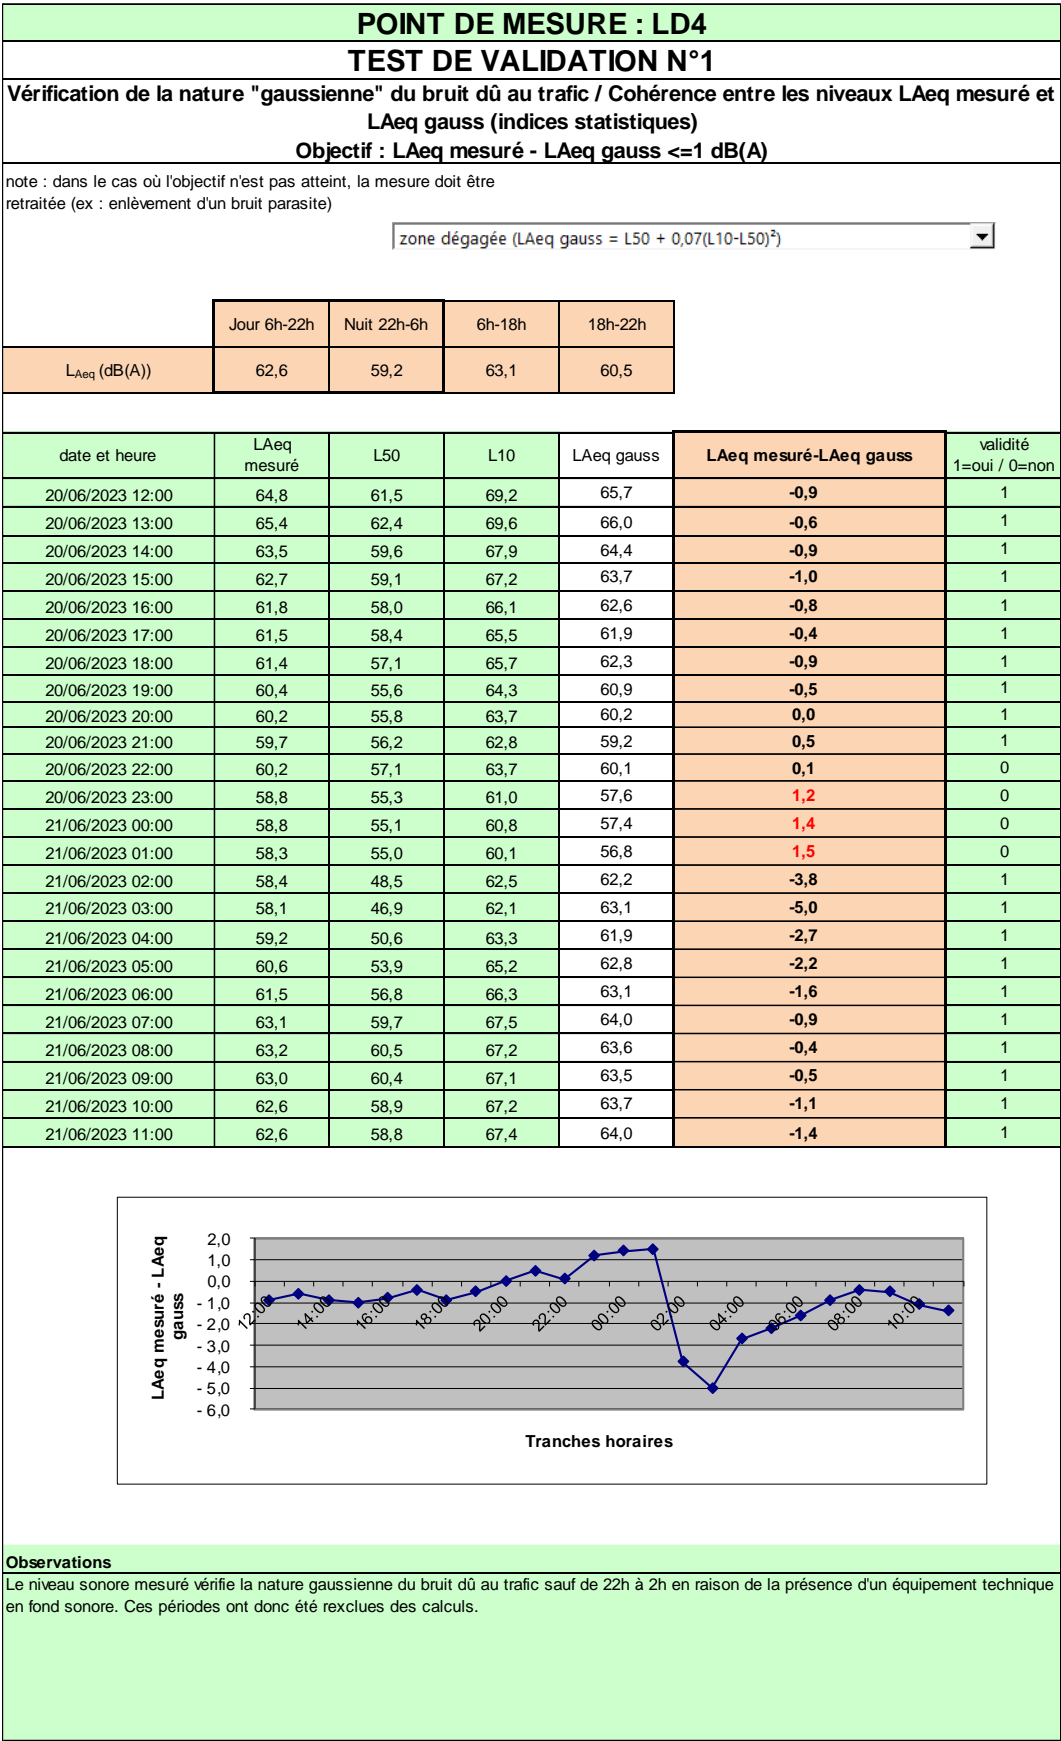 POINT DE MESURE : LD4
TEST DE VALIDATION N°1
Vérification de la nature "gaussienne" du bruit dû au trafic / Cohérence entre les niveaux LAeq mesuré et
LAeq gauss (indices statistiques)
Objectif : LAeq mesuré - LAeq gauss <=1 dB(A)
note : dans le cas où l'objectif n'est pas atteint, la mesure doit être
retraitée (ex : enlèvement d'un bruit parasite)
zone dégagée (LAeq gauss = L50 + 0,07(L10-L50)²)
Jour 6h-22h Nuit 22h-6h 6h-18h 18h-22h
LAeq (dB(A)) 62,6 59,2 63,1 60,5
date et heure LAeq mesuré L50 L10 LAeq gauss LAeq mesuré-LAeq gauss validité 1=oui / 0=non
20/06/2023 12:00 64,8 61,5 69,2 65,7 -0,9 1
20/06/2023 13:00 65,4 62,4 69,6 66,0 -0,6 1
20/06/2023 14:00 63,5 59,6 67,9 64,4 -0,9 1
20/06/2023 15:00 62,7 59,1 67,2 63,7 -1,0 1
20/06/2023 16:00 61,8 58,0 66,1 62,6 -0,8 1
20/06/2023 17:00 61,5 58,4 65,5 61,9 -0,4 1
20/06/2023 18:00 61,4 57,1 65,7 62,3 -0,9 1
20/06/2023 19:00 60,4 55,6 64,3 60,9 -0,5 1
20/06/2023 20:00 60,2 55,8 63,7 60,2 0,0 1
20/06/2023 21:00 59,7 56,2 62,8 59,2 0,5 1
20/06/2023 22:00 60,2 57,1 63,7 60,1 0,1 0
20/06/2023 23:00 58,8 55,3 61,0 57,6 1,2 0
21/06/2023 00:00 58,8 55,1 60,8 57,4 1,4 0
21/06/2023 01:00 58,3 55,0 60,1 56,8 1,5 0
21/06/2023 02:00 58,4 48,5 62,5 62,2 -3,8 1
21/06/2023 03:00 58,1 46,9 62,1 63,1 -5,0 1
21/06/2023 04:00 59,2 50,6 63,3 61,9 -2,7 1
21/06/2023 05:00 60,6 53,9 65,2 62,8 -2,2 1
21/06/2023 06:00 61,5 56,8 66,3 63,1 -1,6 1
21/06/2023 07:00 63,1 59,7 67,5 64,0 -0,9 1
21/06/2023 08:00 63,2 60,5 67,2 63,6 -0,4 1
21/06/2023 09:00 63,0 60,4 67,1 63,5 -0,5 1
21/06/2023 10:00 62,6 58,9 67,2 63,7 -1,1 1
21/06/2023 11:00 62,6 58,8 67,4 64,0 -1,4 1
LAeq mesuré - LAeq
gauss
2,0
1,0
0,0
- 1,0
- 2,0
- 3,0
- 4,0
- 5,0
- 6,0
12:00 14:00 16:00 18:00 20:00 22:00 00:00 02:00 04:00 06:00 08:00 10:00
Tranches horaires
Observations
Le niveau sonore mesuré vérifie la nature gaussienne du bruit dû au trafic sauf de 22h à 2h en raison de la présence d'un équipement technique
en fond sonore. Ces périodes ont donc été rexclues des calculs.